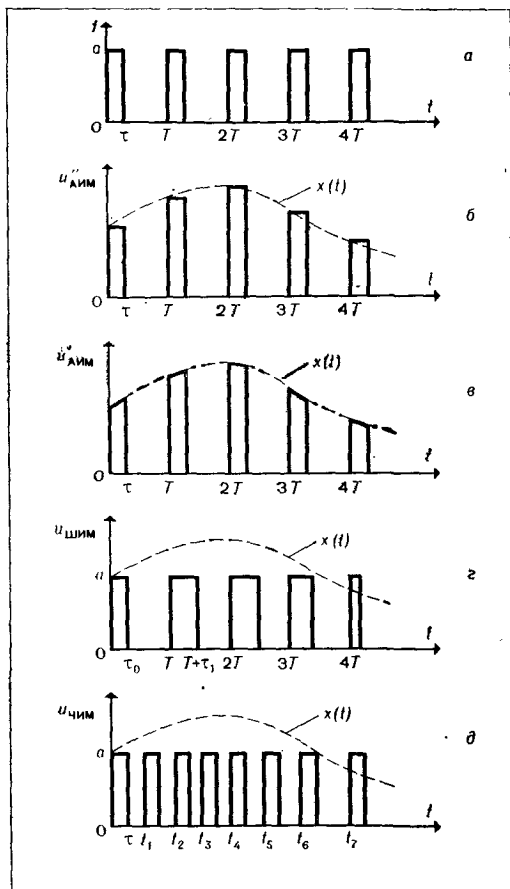 f
a
а
0
t
τ T 2T 3T 4T
u″АИМ
x(t)
б
0
t
τ T 2T 3T 4T
u′АИМ
x(t)
в
0
t
τ T 2T 3T 4T
uШИМ
x(t)
a
г
0
t
τ0 T T+τ1 2T 3T 4T
uЧИМ
x(t)
a
д
0
t
τ t1 t2 t3 t4 t5 t6 t7